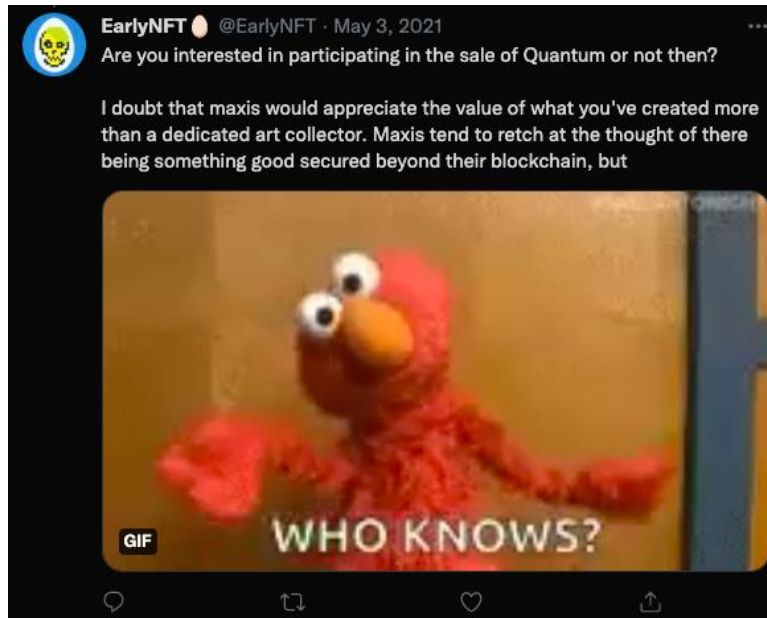 EarlyNFT🥚 @EarlyNFT · May 3, 2021
Are you interested in participating in the sale of Quantum or not then?
I doubt that maxis would appreciate the value of what you've created more
than a dedicated art collector. Maxis tend to retch at the thought of there
being something good secured beyond their blockchain, but
GIF
WHO KNOWS?